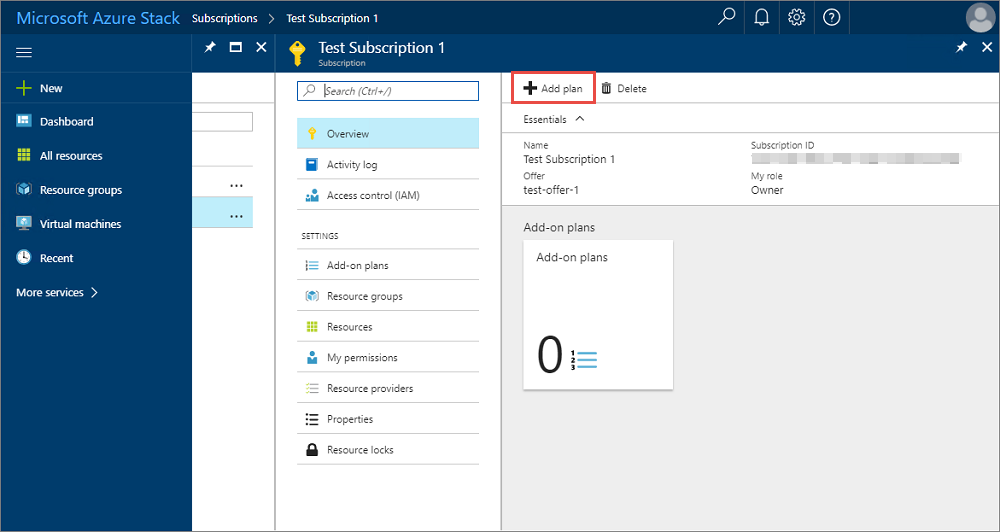 Microsoft Azure Stack Subscriptions > Test Subscription 1
New
Dashboard
All resources
Resource groups
Virtual machines
Recent
More services
...
...
Test Subscription 1
Subscription
Search (Ctrl+/)
Overview
Activity log
Access control (IAM)
SETTINGS
Add-on plans
Resource groups
Resources
My permissions
Resource providers
Properties
Resource locks
Add plan Delete
Essentials
Name Subscription ID
Test Subscription 1
Offer My role
test-offer-1 Owner
Add-on plans
Add-on plans
0 1 2 3